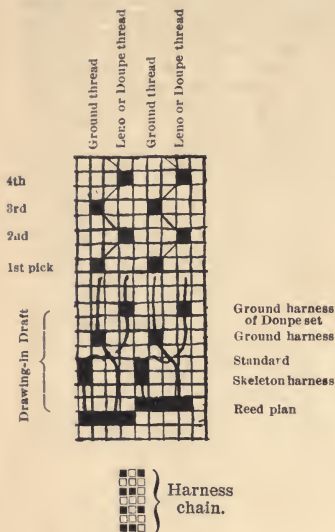 Ground thread
Leno or Doupe thread
Ground thread
Leno or Doupe thread
4th
3rd
2nd
1st pick
Drawing-in Draft
Ground harness
of Doupe set
Ground harness
Standard
Skeleton harness
Reed plan
Harness
chain.